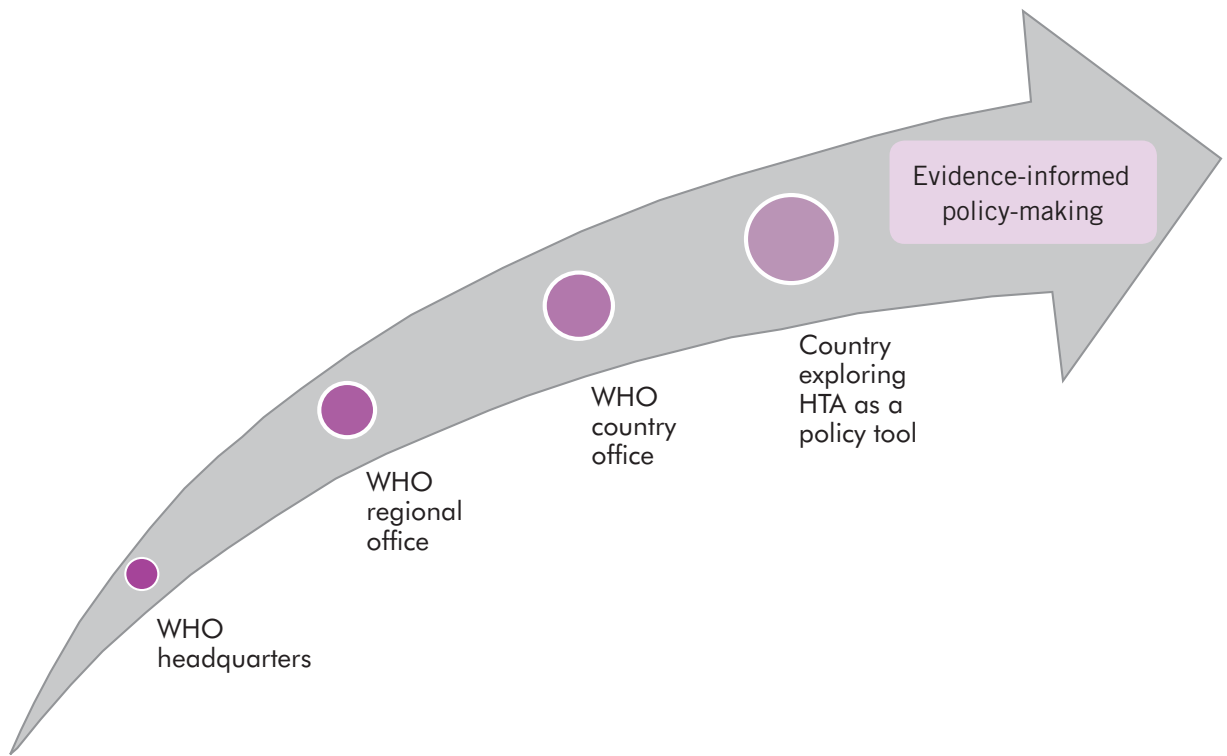 Evidence-informed
policy-making
Country
exploring
HTA as a
policy tool
WHO
country
office
WHO
regional
office
WHO
headquarters